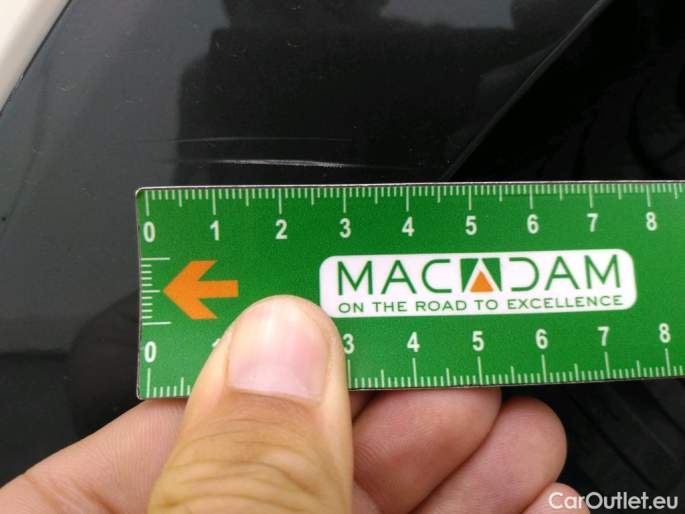 0 1 2 3 4 5 6 7 8
MACADAM
ON THE ROAD TO EXCELLENCE
0 3 4 5 6 7 8
CarOutlet.eu